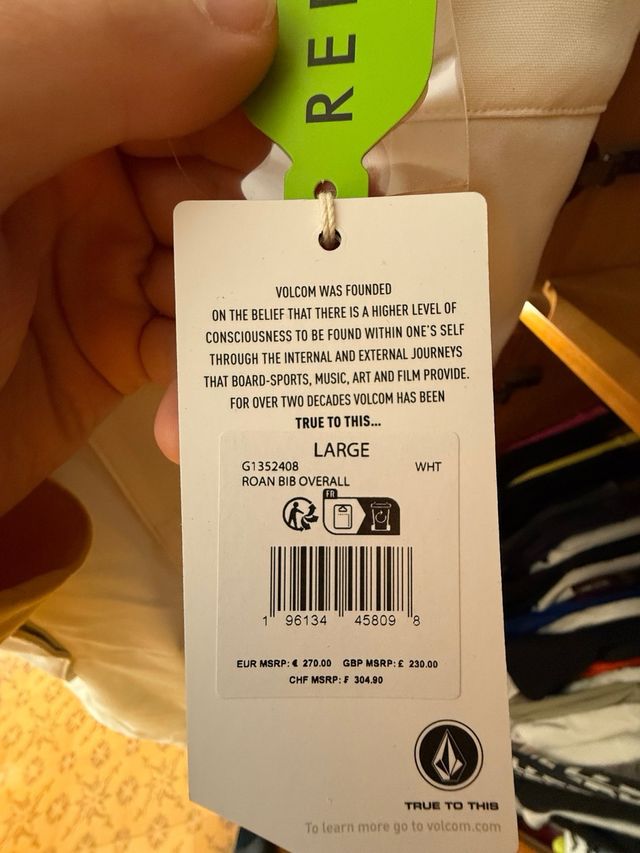 RE
VOLCOM WAS FOUNDED
ON THE BELIEF THAT THERE IS A HIGHER LEVEL OF
CONSCIOUSNESS TO BE FOUND WITHIN ONE'S SELF
THROUGH THE INTERNAL AND EXTERNAL JOURNEYS
THAT BOARD-SPORTS, MUSIC, ART AND FILM PROVIDE.
FOR OVER TWO DECADES VOLCOM HAS BEEN
TRUE TO THIS...
LARGE
G1352408 WHT
ROAN BIB OVERALL
FR
1 96134 45809 8
EUR MSRP: € 270.00 GBP MSRP: £ 230.00
CHF MSRP: ₣ 304.90
TRUE TO THIS
To learn more go to volcom.com